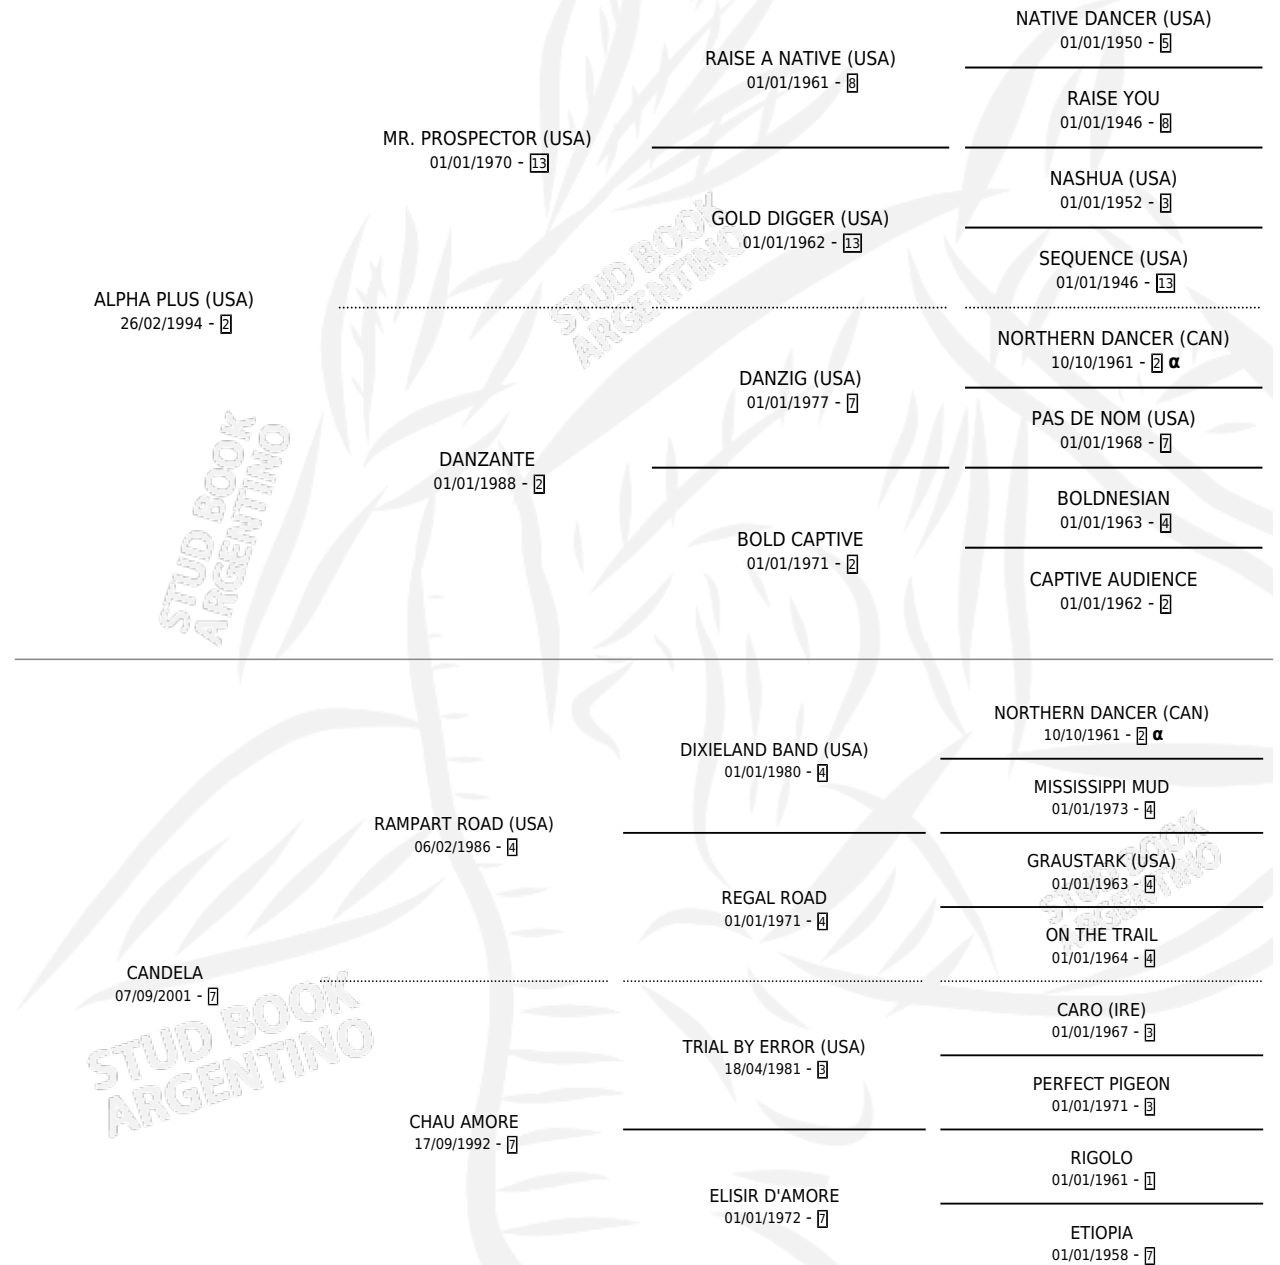 NATIVE DANCER (USA)
01/01/1950 - 5
RAISE A NATIVE (USA)
01/01/1961 - 8
RAISE YOU
01/01/1946 - 8
MR. PROSPECTOR (USA)
01/01/1970 - 13
NASHUA (USA)
01/01/1952 - 3
GOLD DIGGER (USA)
01/01/1962 - 13
SEQUENCE (USA)
01/01/1946 - 13
ALPHA PLUS (USA)
26/02/1994 - 2
STUD BOOK
ARGENTINO
NORTHERN DANCER (CAN)
10/10/1961 - 2 α
DANZIG (USA)
01/01/1977 - 7
PAS DE NOM (USA)
01/01/1968 - 7
DANZANTE
01/01/1988 - 2
BOLDNESIAN
01/01/1963 - 4
BOLD CAPTIVE
01/01/1971 - 2
CAPTIVE AUDIENCE
01/01/1962 - 2
STUD BOOK
ARGENTINO
NORTHERN DANCER (CAN)
10/10/1961 - 2 α
DIXIELAND BAND (USA)
01/01/1980 - 4
MISSISSIPPI MUD
01/01/1973 - 4
RAMPART ROAD (USA)
06/02/1986 - 4
GRAUSTARK (USA)
01/01/1963 - 4
REGAL ROAD
01/01/1971 - 4
ON THE TRAIL
01/01/1964 - 4
STUD BOOK
ARGENTINO
CANDELA
07/09/2001 - 7
STUD BOOK
ARGENTINO
CARO (IRE)
01/01/1967 - 3
TRIAL BY ERROR (USA)
18/04/1981 - 3
PERFECT PIGEON
01/01/1971 - 3
CHAU AMORE
17/09/1992 - 7
RIGOLO
01/01/1961 - 1
ELISIR D'AMORE
01/01/1972 - 7
ETIOPIA
01/01/1958 - 7